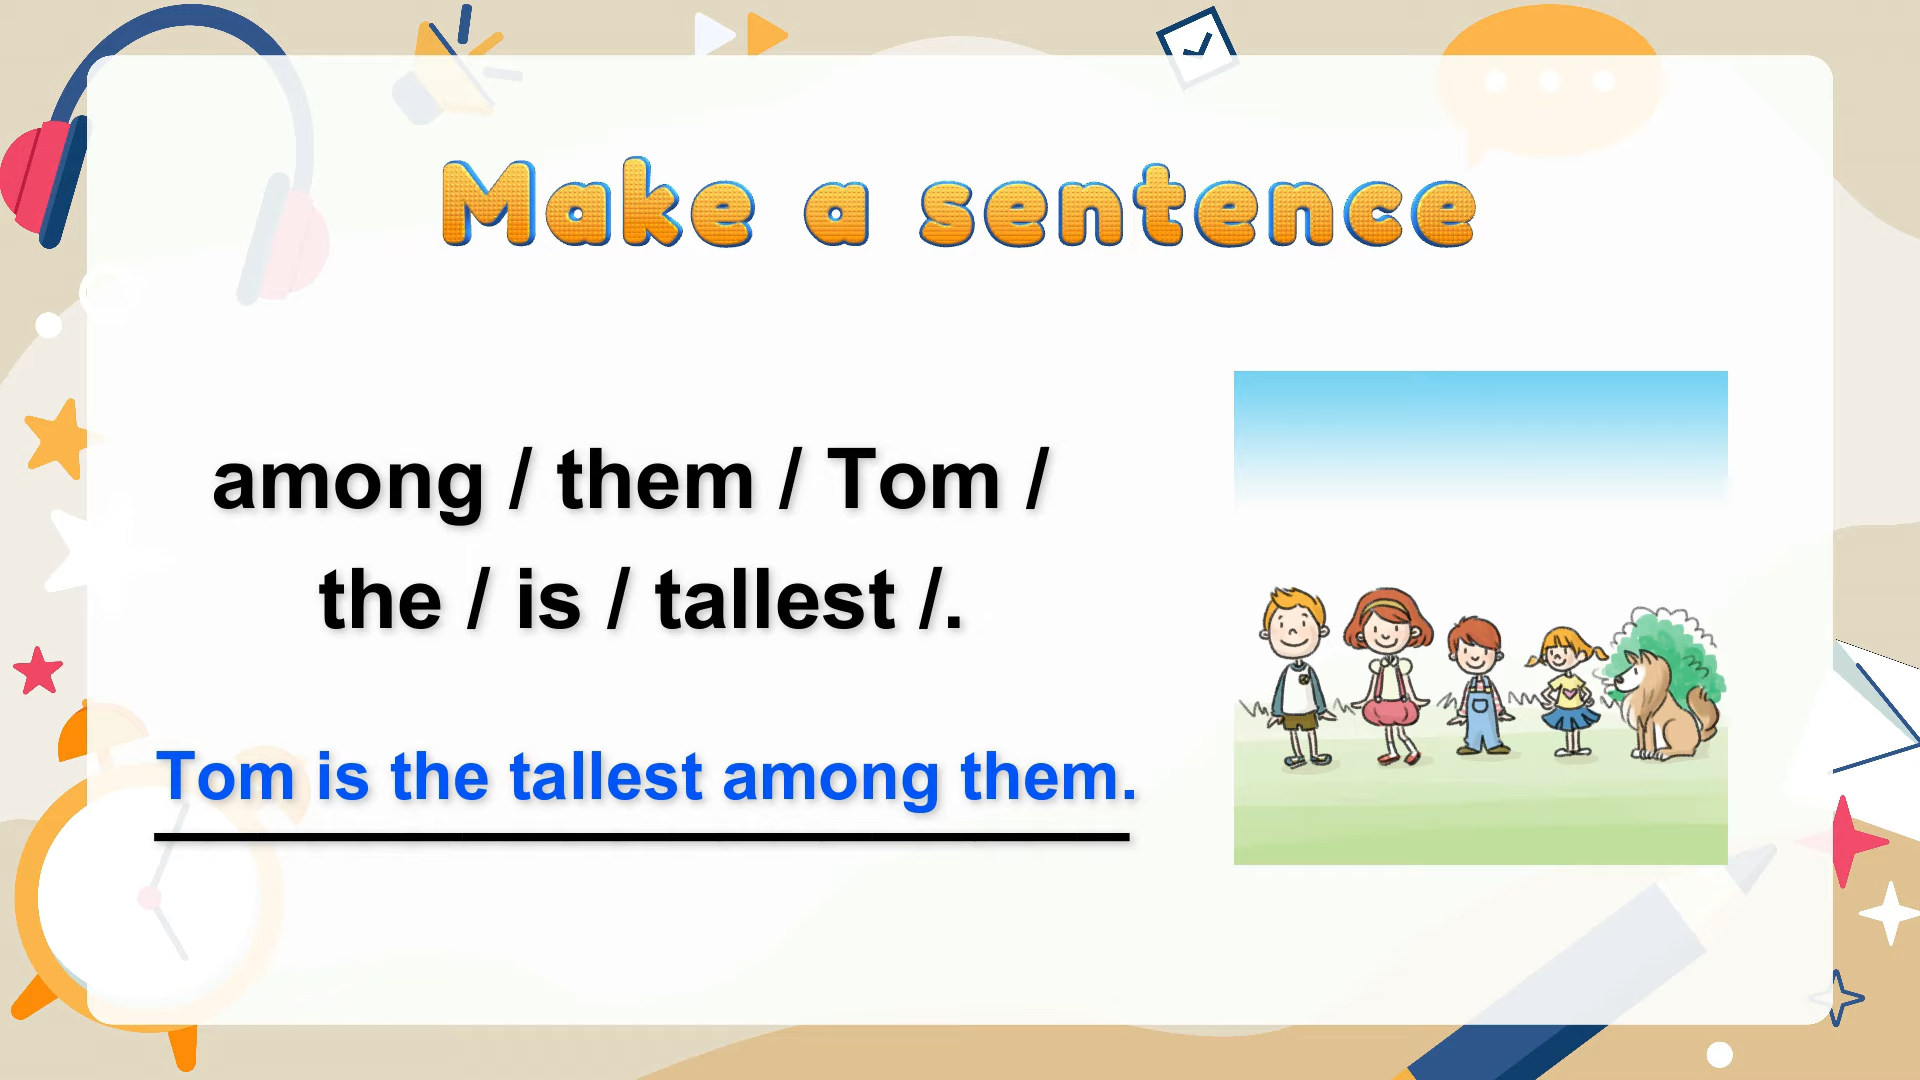 Make a sentence
among / them / Tom /
the / is / tallest /.
Tom is the tallest among them.